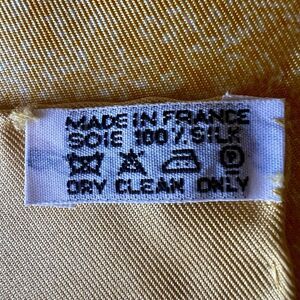 MADE IN FRANCE
SOIE 100 / SILK
P
DRY CLEAN ONLY